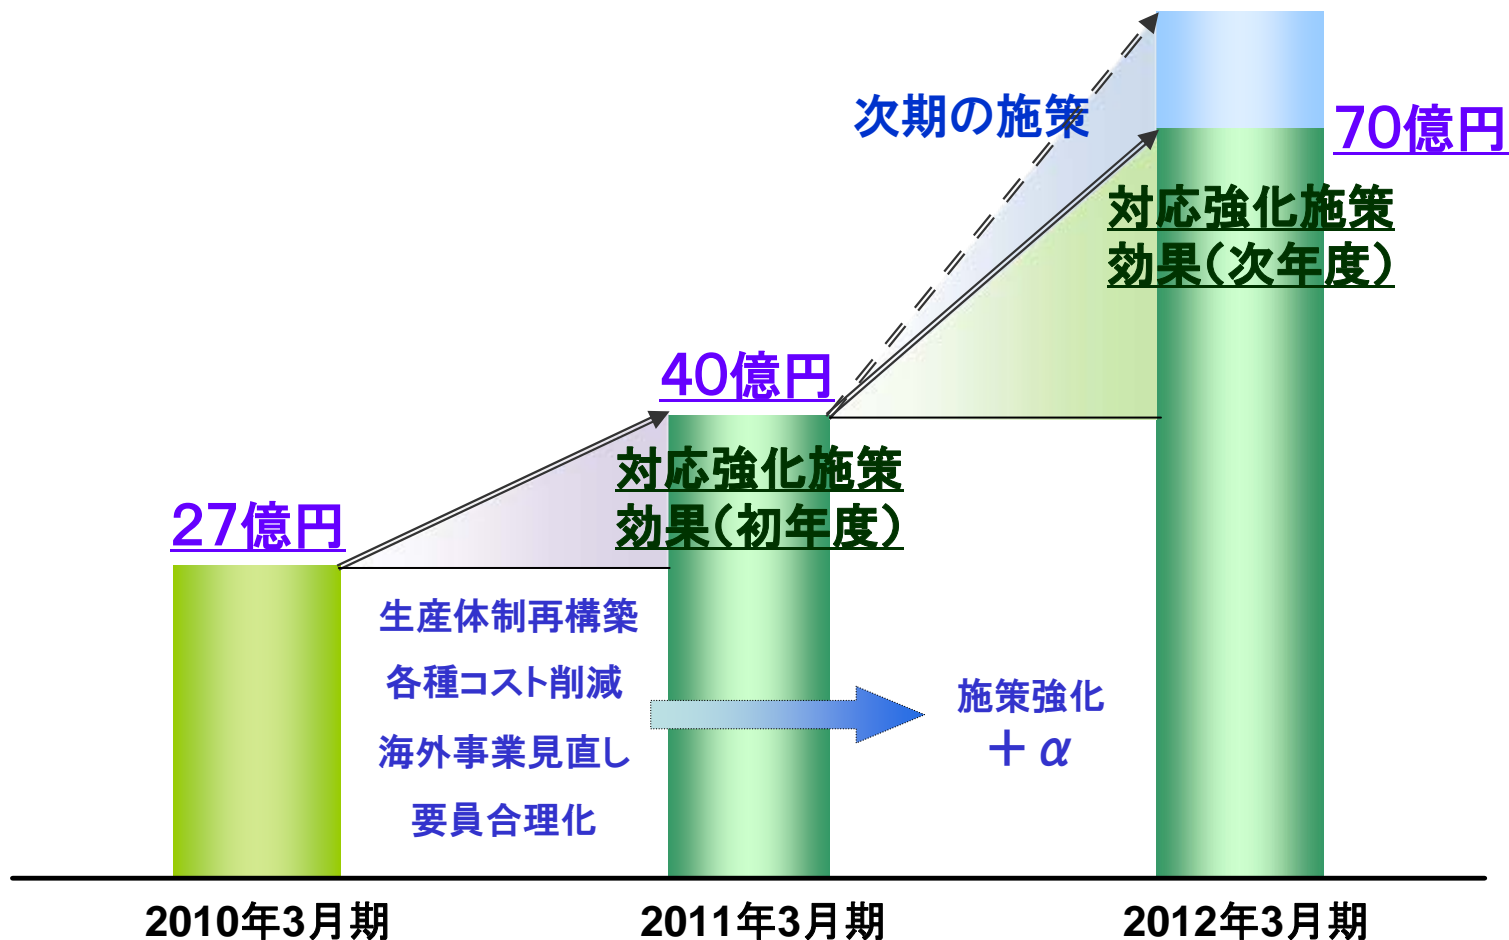 次期の施策
70億円
対応強化施策
効果(次年度)
40億円
対応強化施策
効果(初年度)
27億円
生産体制再構築
各種コスト削減
海外事業見直し
要員合理化
施策強化
＋α
2010年3月期
2011年3月期
2012年3月期